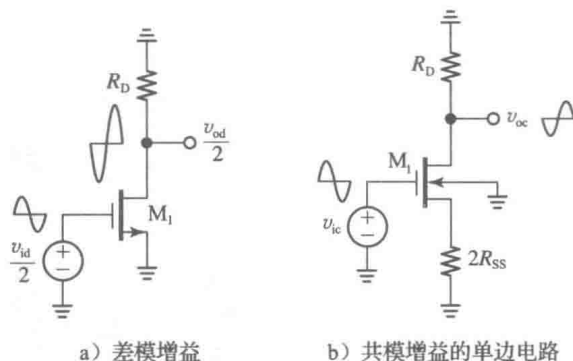 R_D
v_od/2
M_1
v_id/2
+
−
a）差模增益
R_D
v_oc
M_1
v_ic
+
−
2R_SS
b）共模增益的单边电路